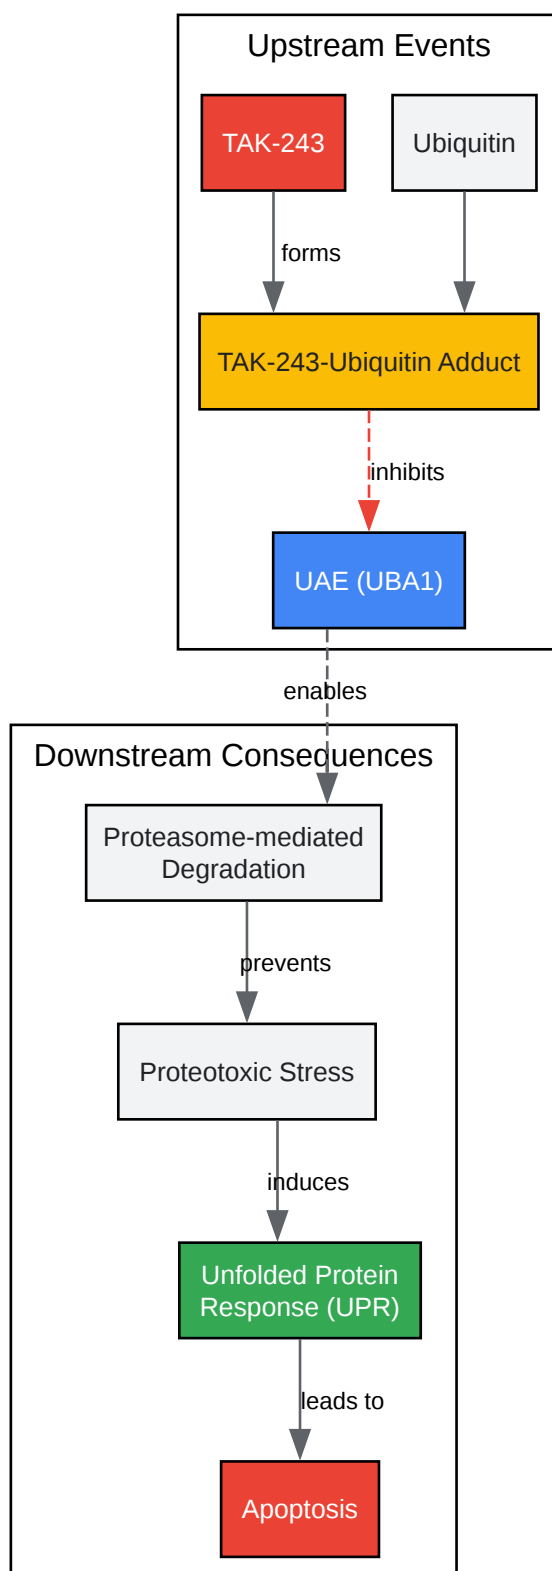 Upstream Events
TAK-243
Ubiquitin
forms
TAK-243-Ubiquitin Adduct
inhibits
UAE (UBA1)
enables
Downstream Consequences
Proteasome-mediated
Degradation
prevents
Proteotoxic Stress
induces
Unfolded Protein
Response (UPR)
leads to
Apoptosis